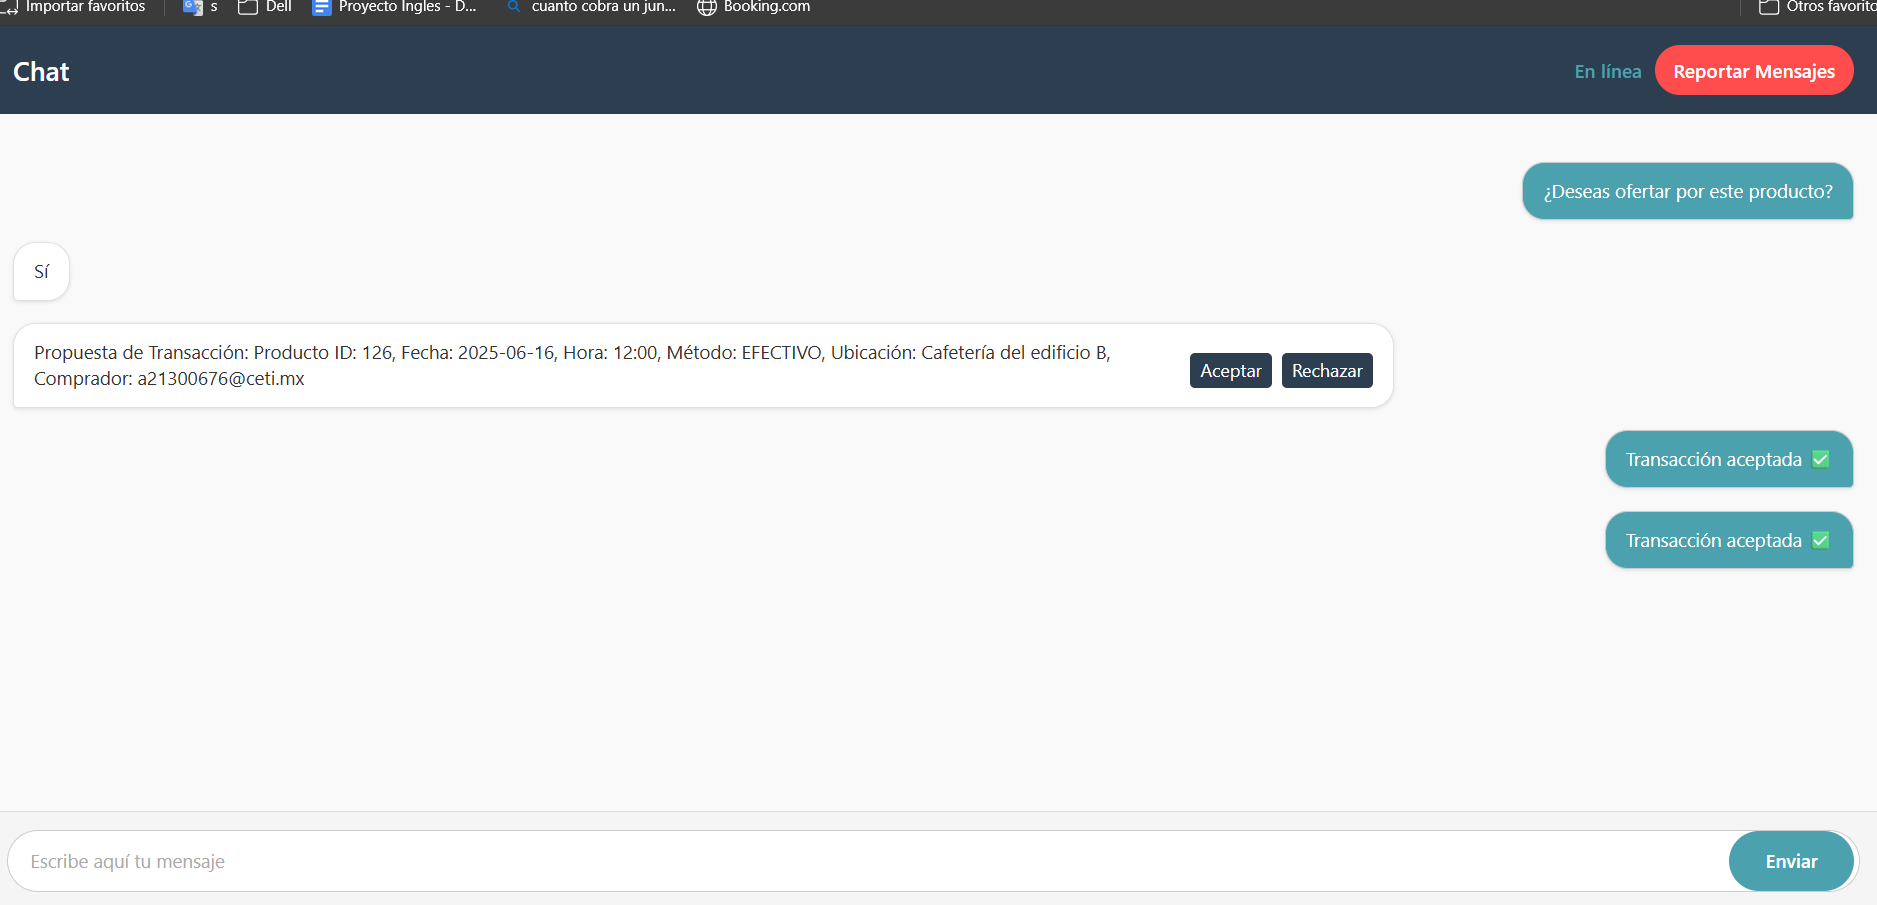 Importar favoritos
s
Dell
Proyecto Ingles - D...
cuanto cobra un jun...
Booking.com
Otros favorito
Chat
En línea
Reportar Mensajes
¿Deseas ofertar por este producto?
Sí
Propuesta de Transacción: Producto ID: 126, Fecha: 2025-06-16, Hora: 12:00, Método: EFECTIVO, Ubicación: Cafetería del edificio B,
Comprador: a21300676@ceti.mx
Aceptar
Rechazar
Transacción aceptada ✅
Transacción aceptada ✅
Escribe aquí tu mensaje
Enviar